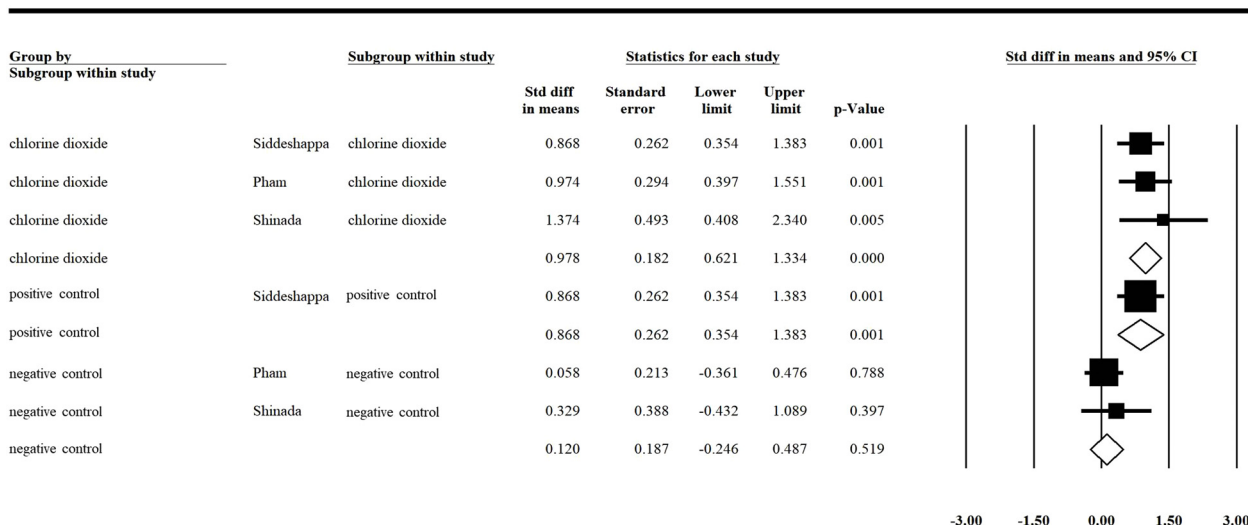 Group by Subgroup within study Statistics for each study Std diff in means and 95% CI
Subgroup within study
Std diff Standard Lower Upper
in means error limit limit p-Value
chlorine dioxide Siddeshappa chlorine dioxide 0.868 0.262 0.354 1.383 0.001
chlorine dioxide Pham chlorine dioxide 0.974 0.294 0.397 1.551 0.001
chlorine dioxide Shinada chlorine dioxide 1.374 0.493 0.408 2.340 0.005
chlorine dioxide 0.978 0.182 0.621 1.334 0.000
positive control Siddeshappa positive control 0.868 0.262 0.354 1.383 0.001
positive control 0.868 0.262 0.354 1.383 0.001
negative control Pham negative control 0.058 0.213 -0.361 0.476 0.788
negative control Shinada negative control 0.329 0.388 -0.432 1.089 0.397
negative control 0.120 0.187 -0.246 0.487 0.519
-3.00 -1.50 0.00 1.50 3.00